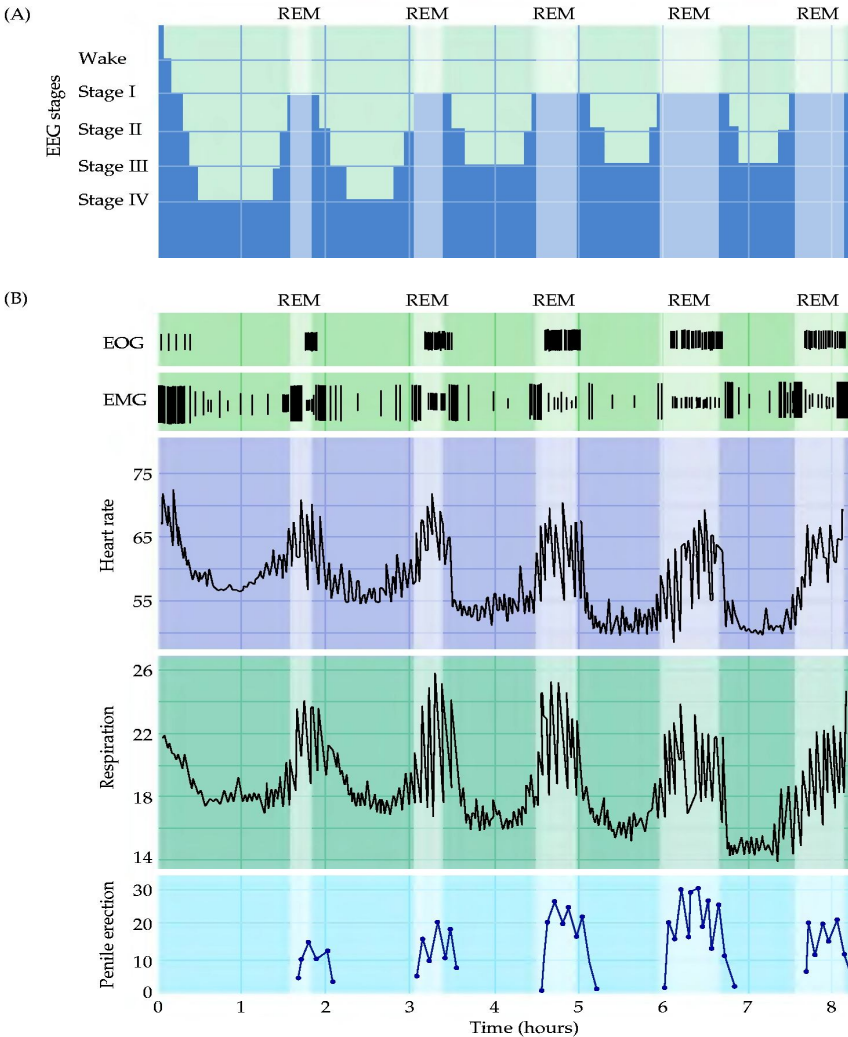 (A)
REM REM REM REM REM
EEG stages
Wake
Stage I
Stage II
Stage III
Stage IV
(B)
REM REM REM REM REM
EOG
EMG
Heart rate
75
65
55
Respiration
26
22
18
14
Penile erection
30
20
10
0
0 1 2 3 4 5 6 7 8
Time (hours)